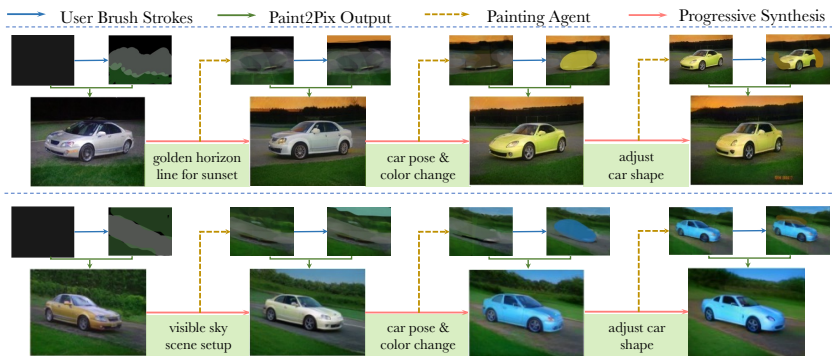 User Brush Strokes Paint2Pix Output Painting Agent Progressive Synthesis
golden horizon
line for sunset
car pose &
color change
adjust
car shape
visible sky
scene setup
car pose &
color change
adjust car
shape